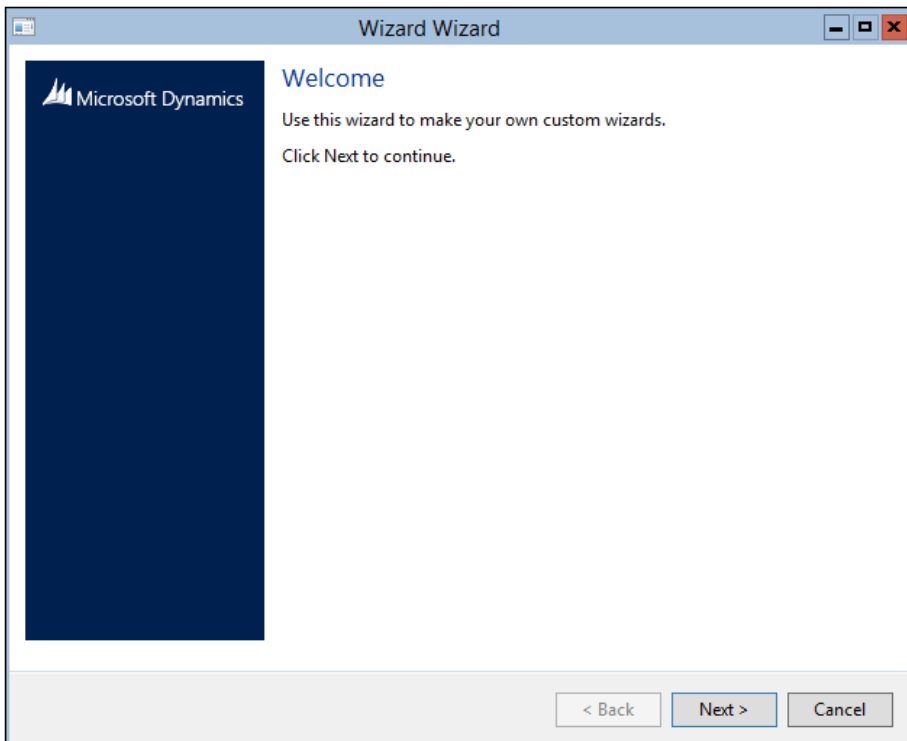 Wizard Wizard
Microsoft Dynamics
Welcome
Use this wizard to make your own custom wizards.
Click Next to continue.
< Back Next > Cancel